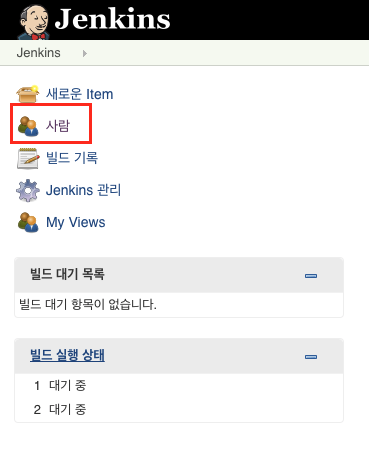 Jenkins
Jenkins
새로운 Item
사람
빌드 기록
Jenkins 관리
My Views
빌드 대기 목록
빌드 대기 항목이 없습니다.
빌드 실행 상태
1 대기 중
2 대기 중